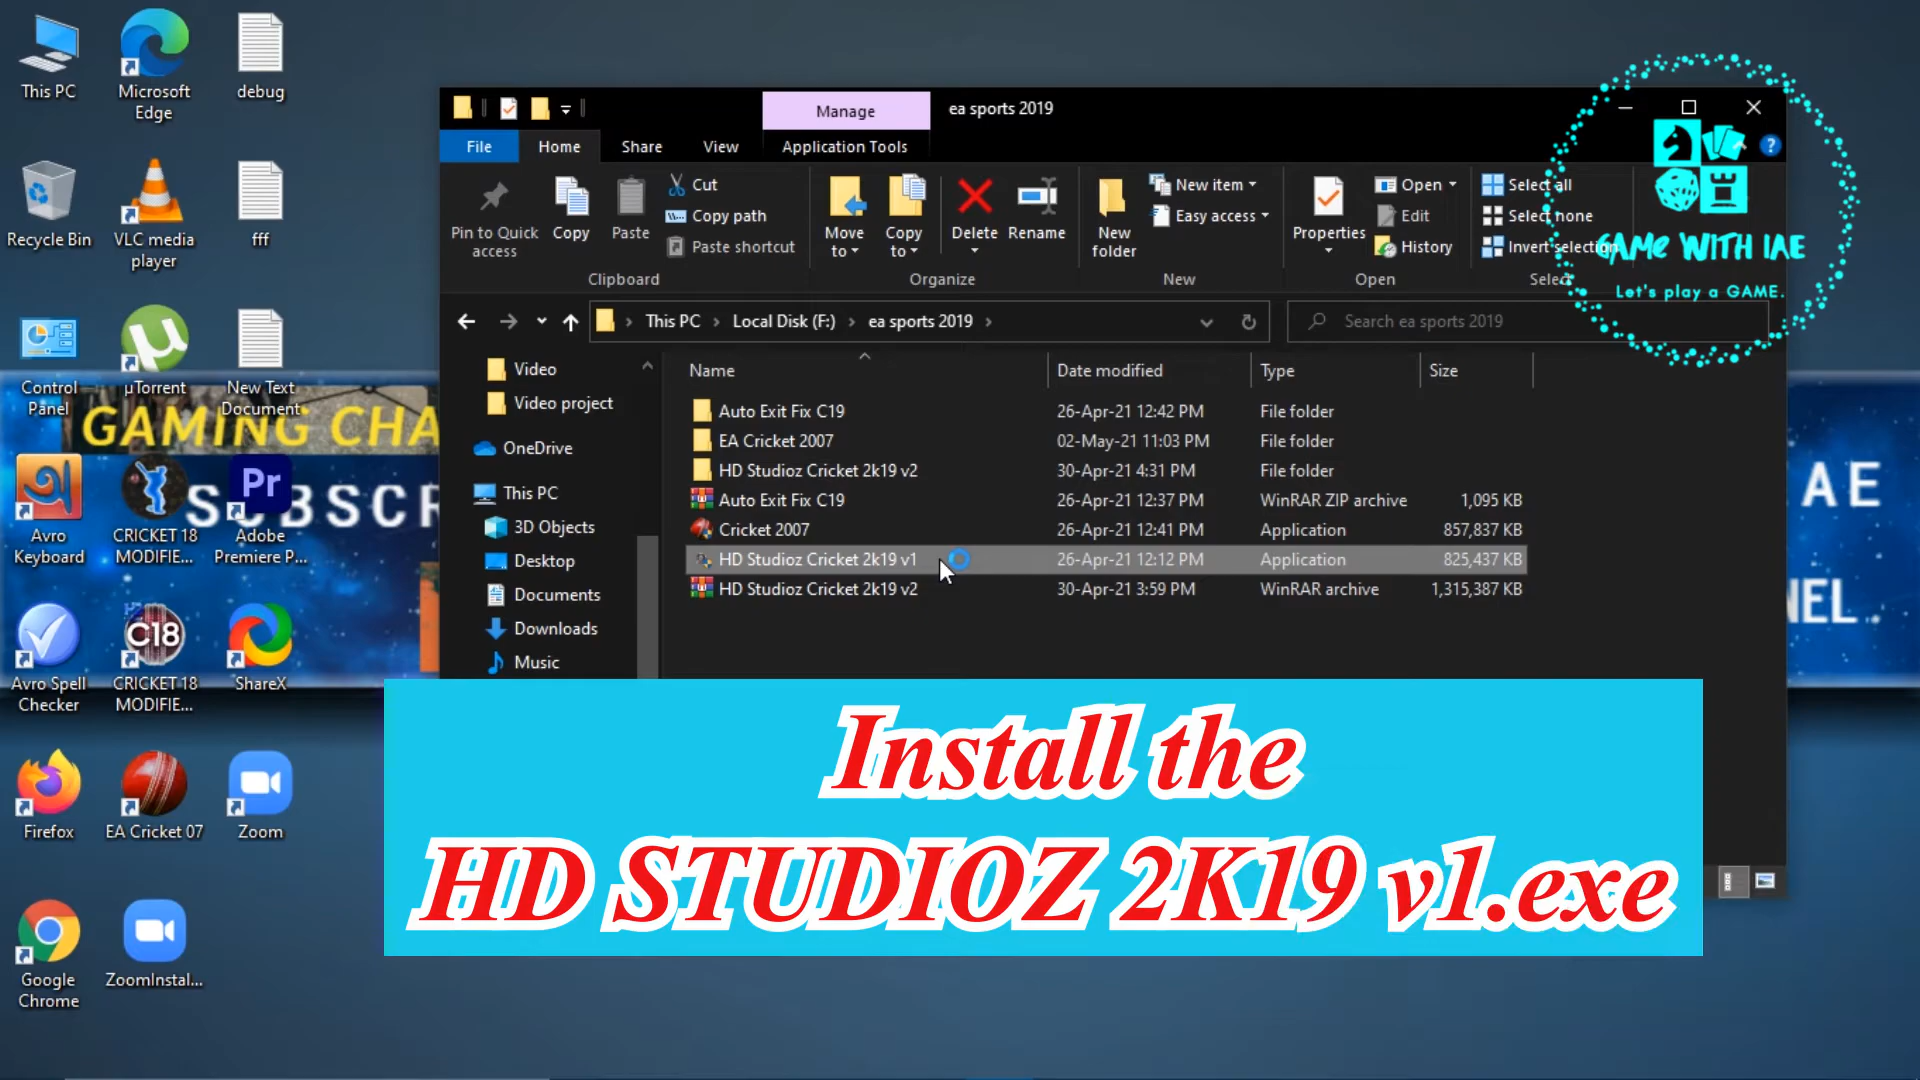 This PC
Microsoft
Edge
debug
Recycle Bin
VLC media
player
fff
Control
Panel
µTorrent
New Text
Document
GAMING CHA
SUBSCR
Avro
Keyboard
CRICKET 18
MODIFIE...
Pr
Adobe
Premiere P...
Avro Spell
Checker
C18
CRICKET 18
MODIFIE...
ShareX
Firefox
EA Cricket 07
Zoom
Google
Chrome
ZoomInstal...
Manage
ea sports 2019
File
Home
Share
View
Application Tools
Pin to Quick
access
Copy
Paste
Cut
Copy path
Paste shortcut
Clipboard
Move
to
Copy
to
Delete
Rename
Organize
New
folder
New item
Easy access
New
Properties
Open
Edit
History
Open
Select all
Select none
Invert selection
Select
GAME WITH IAE
Let's play a GAME.
This PC
Local Disk (F:)
ea sports 2019
Search ea sports 2019
Video
Video project
OneDrive
This PC
3D Objects
Desktop
Documents
Downloads
Music
Name Date modified Type Size
Auto Exit Fix C19 26-Apr-21 12:42 PM File folder
EA Cricket 2007 02-May-21 11:03 PM File folder
HD Studioz Cricket 2k19 v2 30-Apr-21 4:31 PM File folder
Auto Exit Fix C19 26-Apr-21 12:37 PM WinRAR ZIP archive 1,095 KB
Cricket 2007 26-Apr-21 12:41 PM Application 857,837 KB
HD Studioz Cricket 2k19 v1 26-Apr-21 12:12 PM Application 825,437 KB
HD Studioz Cricket 2k19 v2 30-Apr-21 3:59 PM WinRAR archive 1,315,387 KB
AE
NEL.
Install the
HD STUDIOZ 2K19 v1.exe